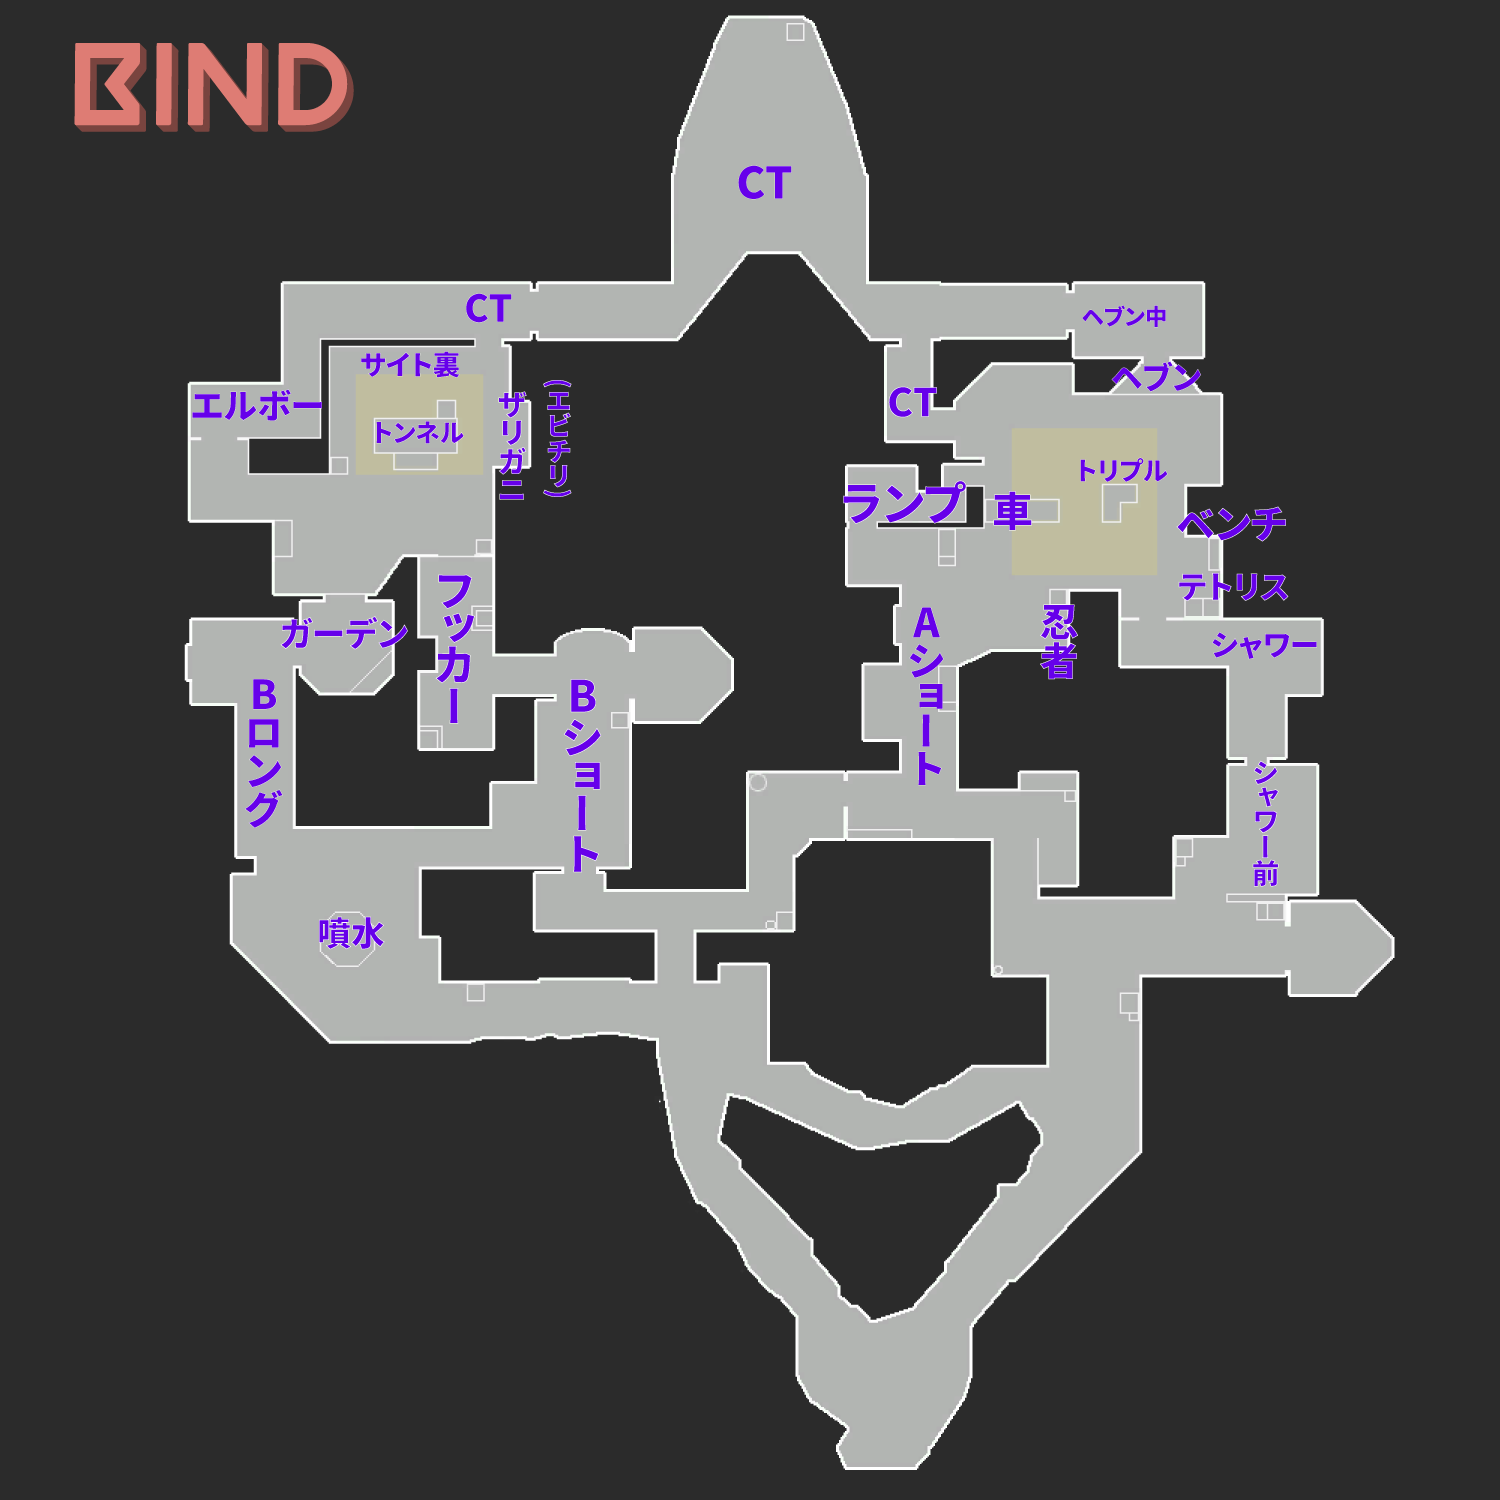 BIND
CT
CT
ヘブン中
サイト裏
ヘブン
エルボー
CT
トンネル
ザリガニ
(エビチリ)
トリプル
ランプ
車
ベンチ
テトリス
フッカー
ガーデン
Aショート
忍者
シャワー
Bロング
Bショート
シャワー前
噴水